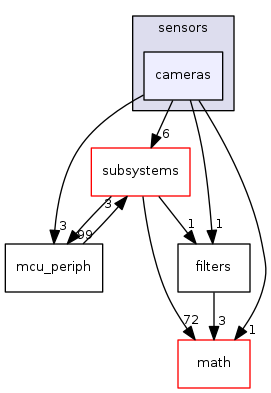 sensors
cameras
6
subsystems
3
99
3
1
1
mcu_periph
filters
72
3
1
math